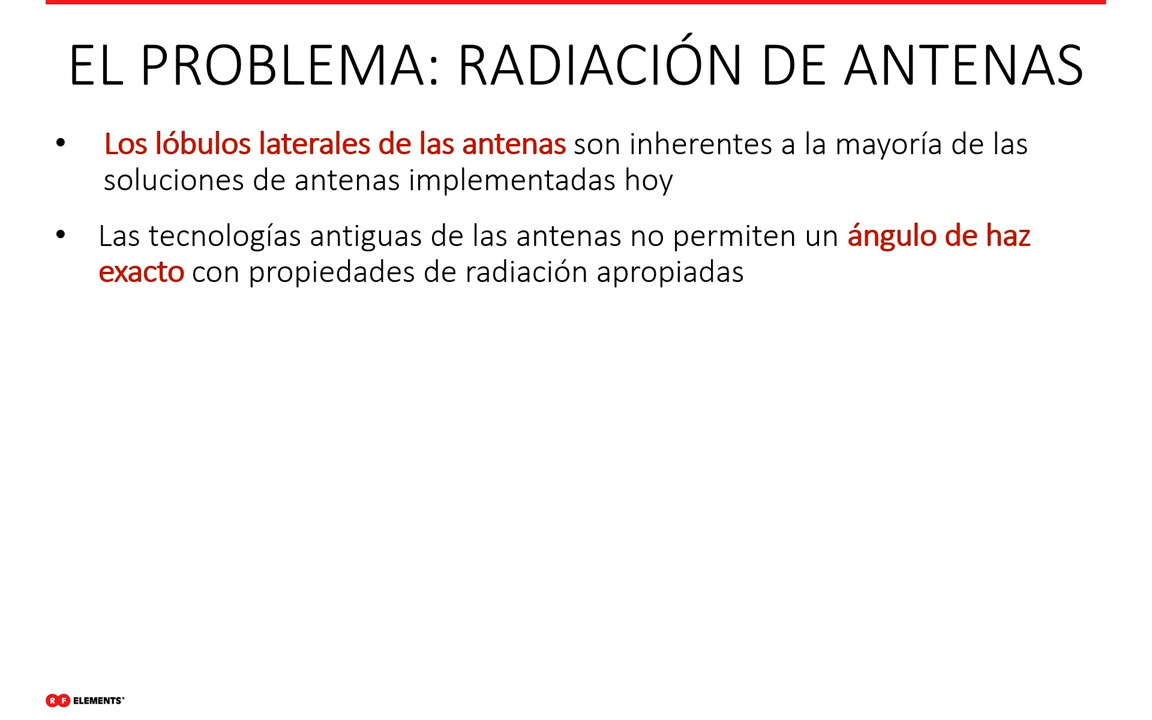 EL PROBLEMA: RADIACIÓN DE ANTENAS
• Los lóbulos laterales de las antenas son inherentes a la mayoría de las
soluciones de antenas implementadas hoy
• Las tecnologías antiguas de las antenas no permiten un ángulo de haz
exacto con propiedades de radiación apropiadas
RF ELEMENTS®